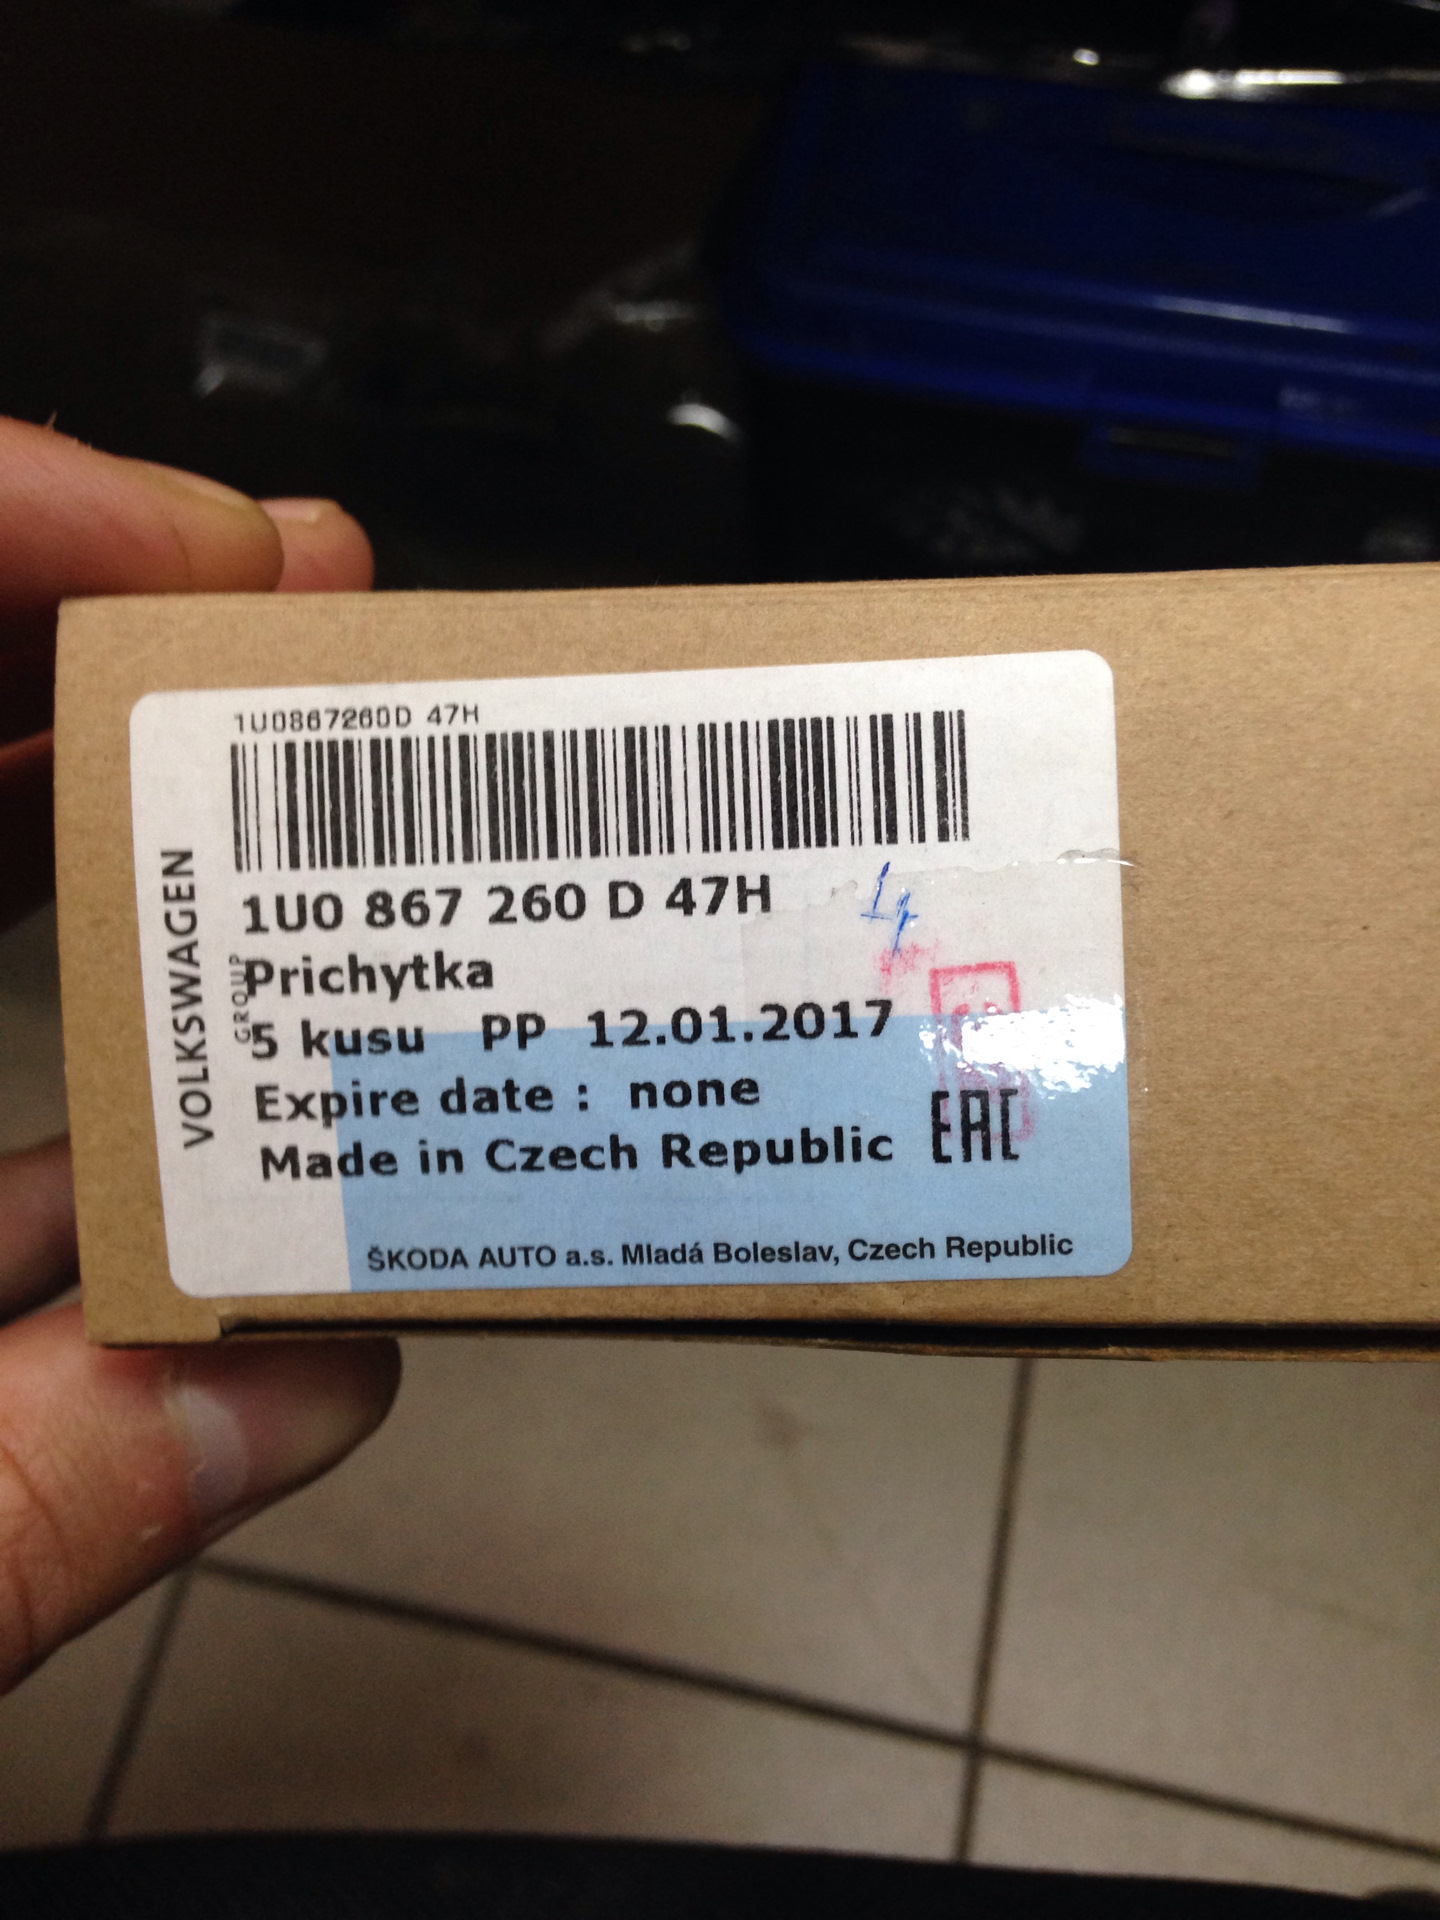 1U0867260D 47H
1U0 867 260 D 47H
Prichytka
5 kusu PP 12.01.2017
Expire date : none
Made in Czech Republic
EAC
ŠKODA AUTO a.s. Mladá Boleslav, Czech Republic
VOLKSWAGEN
GROUP